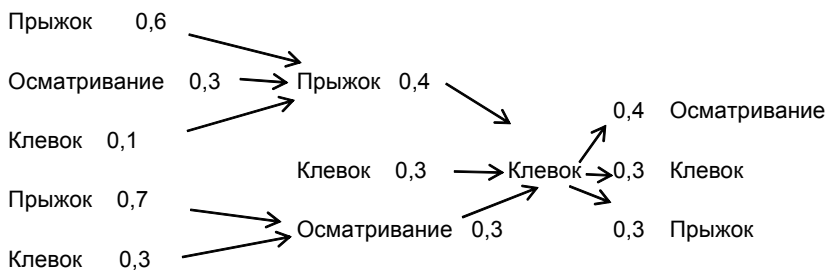 Прыжок 0,6
Осматривание 0,3 Прыжок 0,4
0,4 Осматривание
Клевок 0,1
Клевок 0,3 Клевок 0,3 Клевок
Прыжок 0,7
Осматривание 0,3 0,3 Прыжок
Клевок 0,3